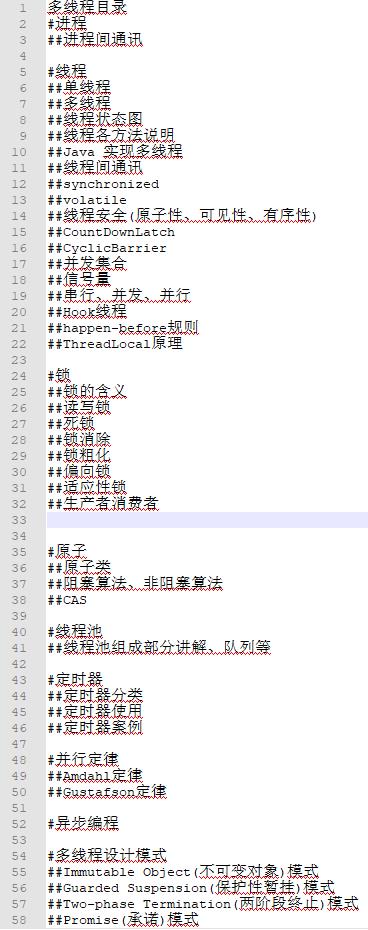 1 多线程目录
2 #进程
3 ##进程间通讯
4
5 #线程
6 ##单线程
7 ##多线程
8 ##线程状态图
9 ##线程各方法说明
10 ##Java 实现多线程
11 ##线程间通讯
12 ##synchronized
13 ##volatile
14 ##线程安全(原子性、可见性、有序性)
15 ##CountDownLatch
16 ##CyclicBarrier
17 ##并发集合
18 ##信号量
19 ##串行、并发、并行
20 ##Hook线程
21 ##happen-before规则
22 ##ThreadLocal原理
23
24 #锁
25 ##锁的含义
26 ##读写锁
27 ##死锁
28 ##锁消除
29 ##锁粗化
30 ##偏向锁
31 ##适应性锁
32 ##生产者消费者
33
34
35 #原子
36 ##原子类
37 ##阻塞算法、非阻塞算法
38 ##CAS
39
40 #线程池
41 ##线程池组成部分讲解、队列等
42
43 #定时器
44 ##定时器分类
45 ##定时器使用
46 ##定时器案例
47
48 #并行定律
49 ##Amdahl定律
50 ##Gustafson定律
51
52 #异步编程
53
54 #多线程设计模式
55 ##Immutable Object(不可变对象)模式
56 ##Guarded Suspension(保护性暂挂)模式
57 ##Two-phase Termination(两阶段终止)模式
58 ##Promise(承诺)模式